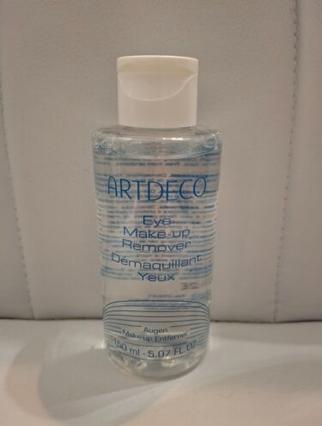 ARTDECO
Eye
Make-up
Remover
Démaquillant
Yeux
Augen
Make-up Entferner
150 ml - 5.07 FL OZ